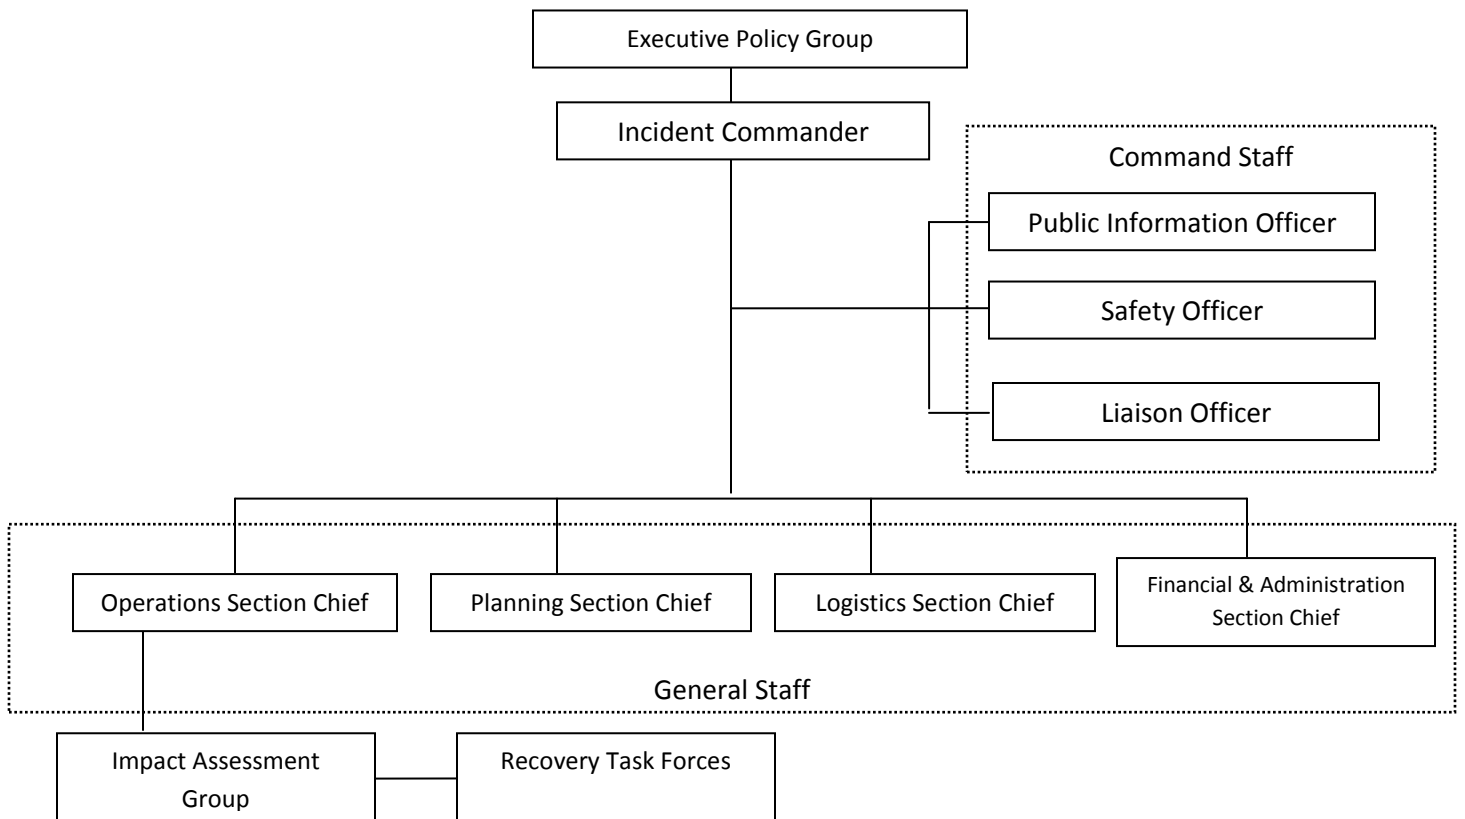 Executive Policy Group
Incident Commander
Command Staff
Public Information Officer
Safety Officer
Liaison Officer
Operations Section Chief
Planning Section Chief
Logistics Section Chief
Financial & Administration
Section Chief
General Staff
Impact Assessment
Group
Recovery Task Forces